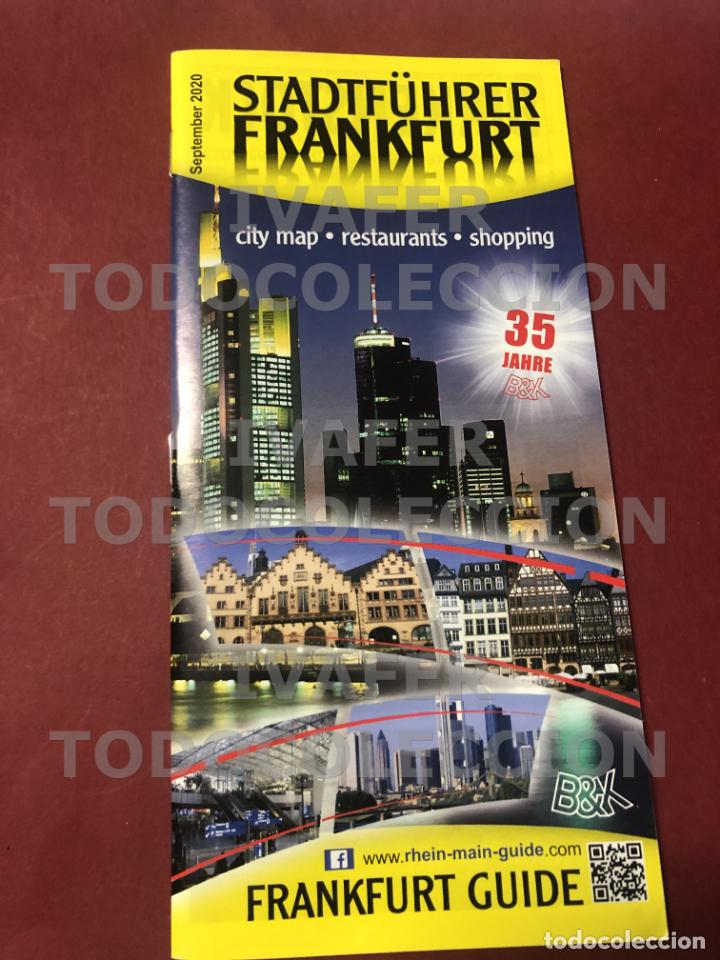 September 2020
STADTFÜHRER
FRANKFURT
IVAFER
city map • restaurants • shopping
TODOCOLECCION
35
JAHRE
B&K
IVAFER
TODOCOLECCION
IVAFER
TODOCOLECCION
B&K
www.rhein-main-guide.com
IVAFER
FRANKFURT GUIDE
todocoleccion